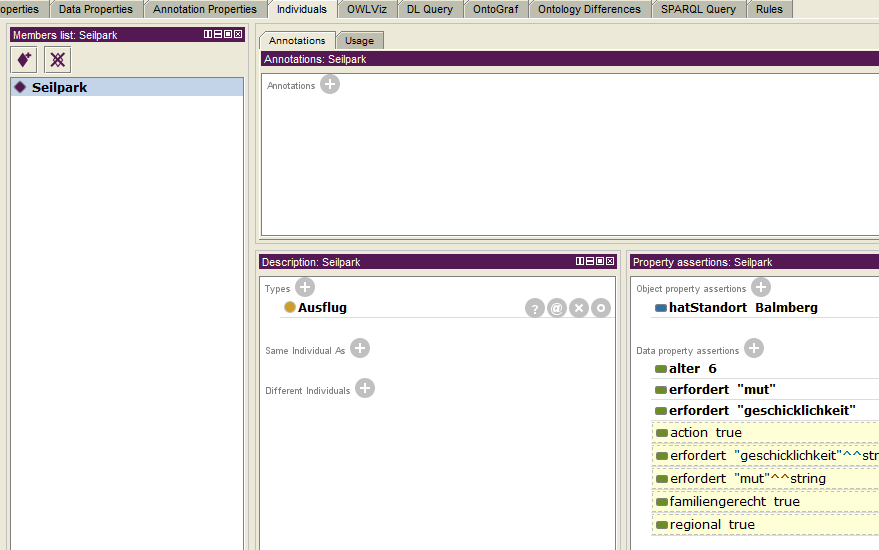 operties Data Properties Annotation Properties Individuals OWLViz DL Query OntoGraf Ontology Differences SPARQL Query Rules
Members list: Seilpark
Seilpark
Annotations Usage
Annotations: Seilpark
Annotations
Description: Seilpark
Types
Ausflug
Same Individual As
Different Individuals
Property assertions: Seilpark
Object property assertions
hatStandort Balmberg
Data property assertions
alter 6
erfordert "mut"
erfordert "geschicklichkeit"
action true
erfordert "geschicklichkeit"^^str
erfordert "mut"^^string
familiengerecht true
regional true